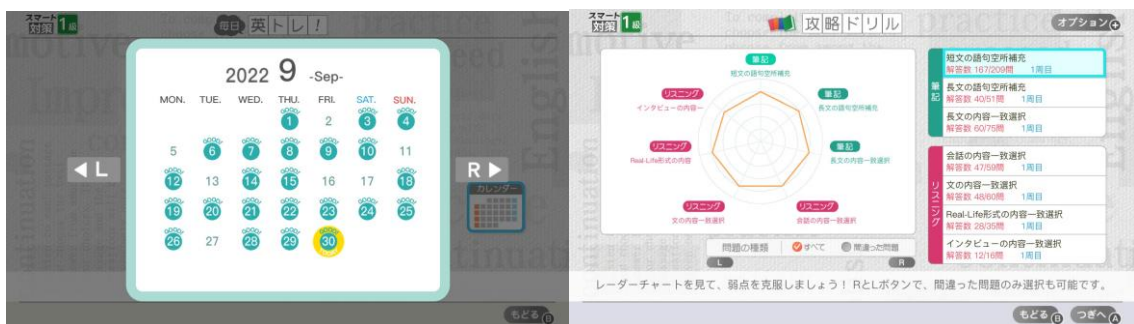 スマート対策 1級
毎日 英トレ!
2022 9 -Sep-
MON. TUE. WED. THU. FRI. SAT. SUN.
1 2 3 4
5 6 7 8 9 10 11
12 13 14 15 16 17 18
19 20 21 22 23 24 25
26 27 28 29 30
◀L
R▶
カレンダー
もどる B
スマート対策 1級
攻略ドリル
オプション+
筆記
短文の語句空所補充
筆記
長文の語句空所補充
筆記
長文の内容一致選択
リスニング
会話の内容一致選択
リスニング
文の内容一致選択
リスニング
Real-Life形式の内容
リスニング
インタビューの内容一
問題の種類 すべて 間違った問題
L R
筆記
短文の語句空所補充
解答数 167/209問 1周目
長文の語句空所補充
解答数 40/51問 1周目
長文の内容一致選択
解答数 60/75問 1周目
リスニング
会話の内容一致選択
解答数 47/59問 1周目
文の内容一致選択
解答数 48/60問 1周目
Real-Life形式の内容一致選択
解答数 28/35問 1周目
インタビューの内容一致選択
解答数 12/16問 1周目
レーダーチャートを見て、弱点を克服しましょう! RとLボタンで、間違った問題のみ選択も可能です。
もどる B つぎへ A